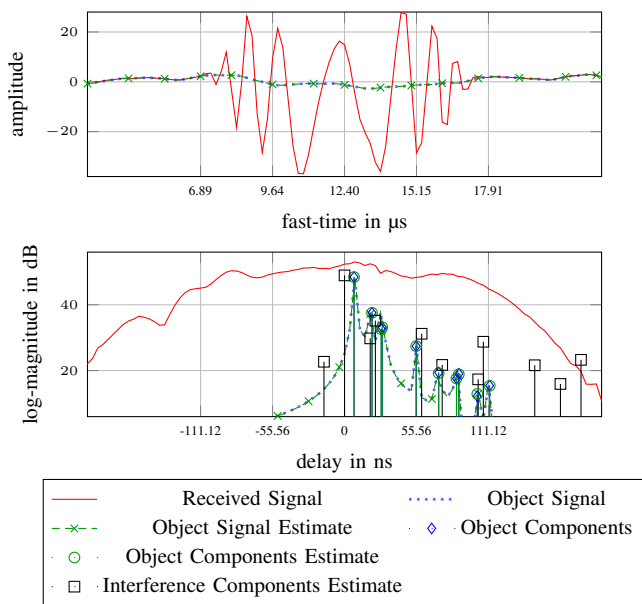 20
0
−20
amplitude
6.89 9.64 12.40 15.15 17.91
fast-time in µs
40
20
log-magnitude in dB
-111.12 -55.56 0 55.56 111.12
delay in ns
Received Signal Object Signal
Object Signal Estimate Object Components
Object Components Estimate
Interference Components Estimate